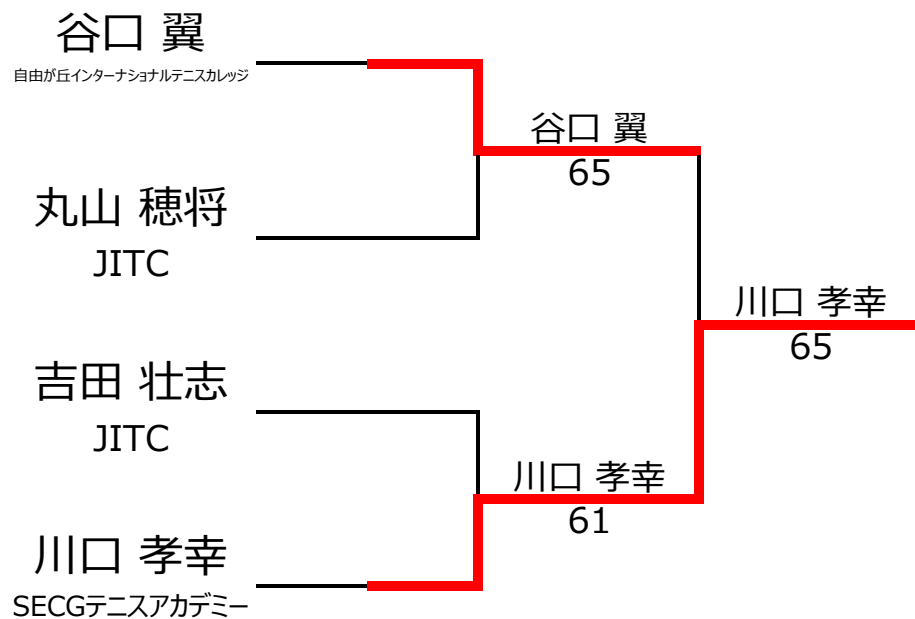 谷口 翼
自由が丘インターナショナルテニスカレッジ
丸山 穂将
JITC
吉田 壮志
JITC
川口 孝幸
SECGテニスアカデミー
谷口 翼
65
川口 孝幸
61
川口 孝幸
65